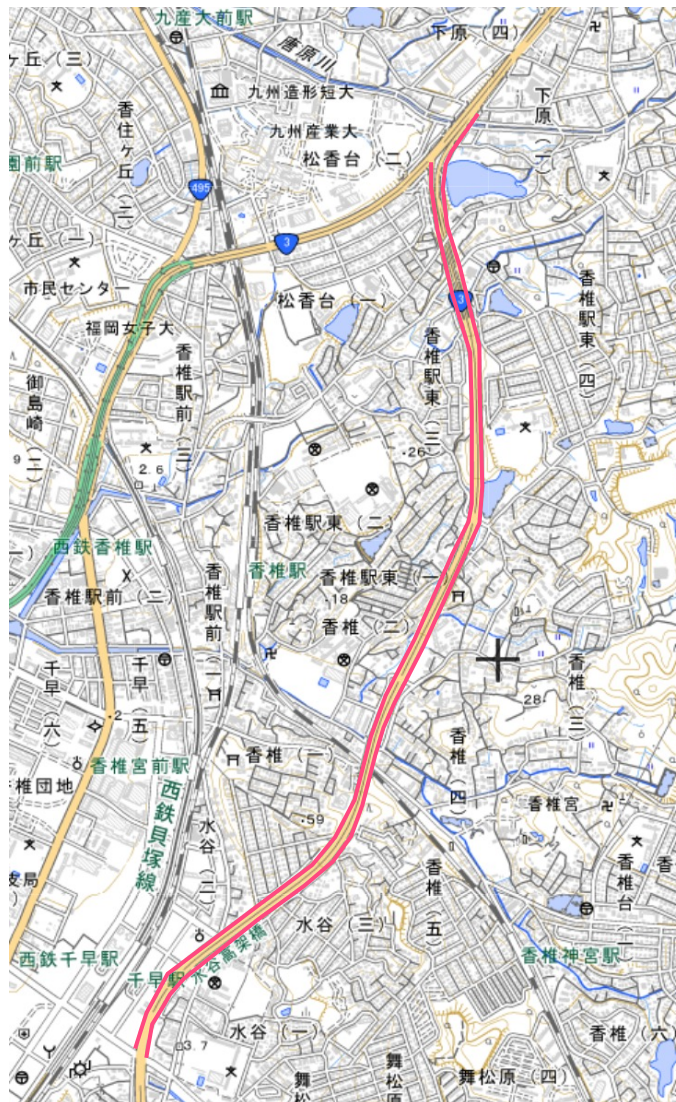 九産大前駅
下原（四）
唐原川
ヶ丘（三）
九州造形短大
香住ヶ丘（三）
九州産業大
松香台（二）
下原（一）
園前駅
495
3
ヶ丘（一）
市民センター
松香台（一）
3
福岡女子大
香椎駅前（三）
香椎駅東（三）
香椎駅東（四）
御島崎（二）
2.6
26
香椎駅東（二）
西鉄香椎駅
香椎駅
香椎駅東（一）
香椎駅前（二）
香椎駅前（一）
18
香椎（二）
千早（六）
千早（五）
香椎（三）
28
2
香椎宮前駅
香椎（一）
香椎（四）
椎団地
西鉄貝塚線
香椎宮
59
水谷（二）
支局
香椎（五）
香椎台（一）
水谷（三）
水谷高架橋
西鉄千早駅
千早駅
香椎神宮駅
水谷（一）
香椎（六）
3.7
舞松原（四）